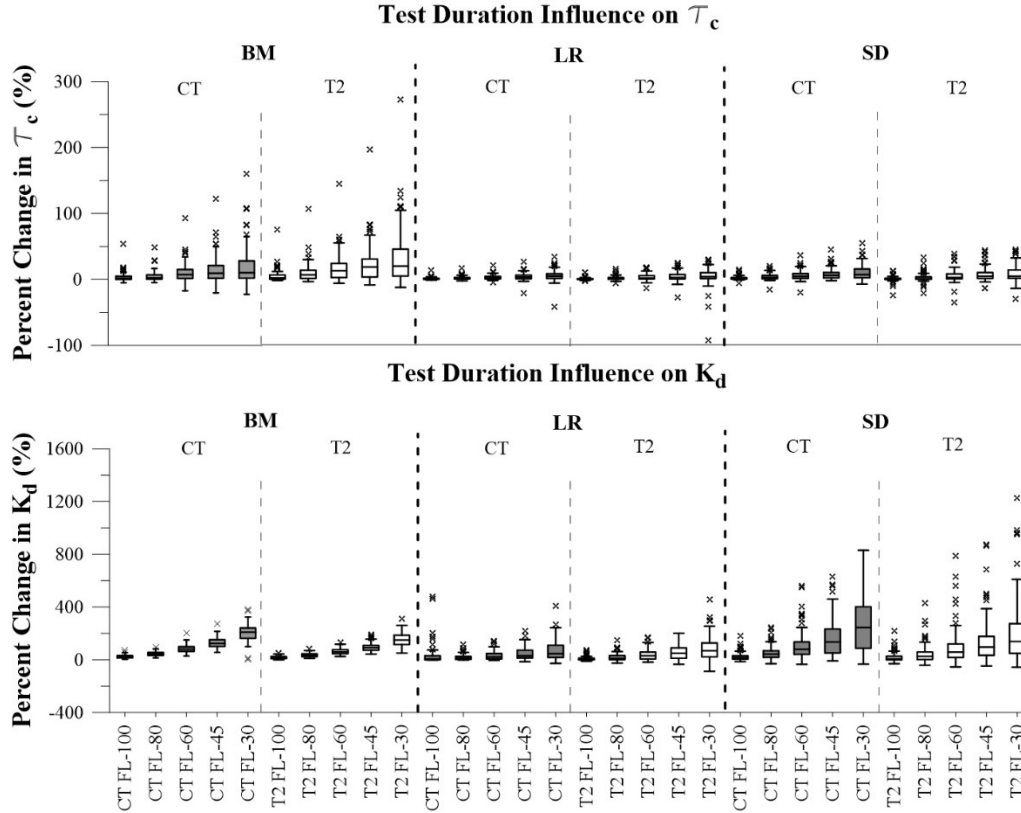 Test Duration Influence on τc
BM LR SD
CT T2 CT T2 CT T2
Percent Change in τc (%)
300
200
100
0
-100
Test Duration Influence on Kd
BM LR SD
CT T2 CT T2 CT T2
Percent Change in Kd (%)
1600
1200
800
400
0
-400
CT FL-100
CT FL-80
CT FL-60
CT FL-45
CT FL-30
T2 FL-100
T2 FL-80
T2 FL-60
T2 FL-45
T2 FL-30
CT FL-100
CT FL-80
CT FL-60
CT FL-45
CT FL-30
T2 FL-100
T2 FL-80
T2 FL-60
T2 FL-45
T2 FL-30
CT FL-100
CT FL-80
CT FL-60
CT FL-45
CT FL-30
T2 FL-100
T2 FL-80
T2 FL-60
T2 FL-45
T2 FL-30